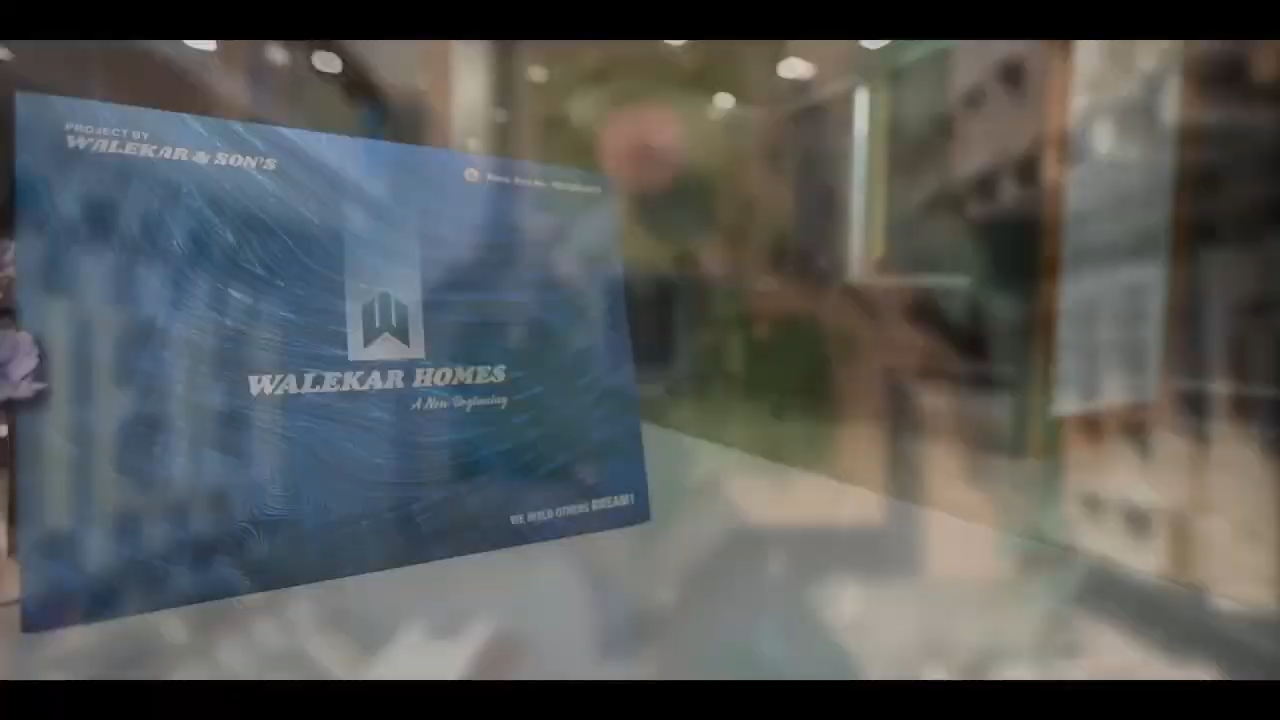 PROJECT BY
WALEKAR & SON'S
WALEKAR HOMES
A New Beginning
WE BUILD OTHERS DREAM!